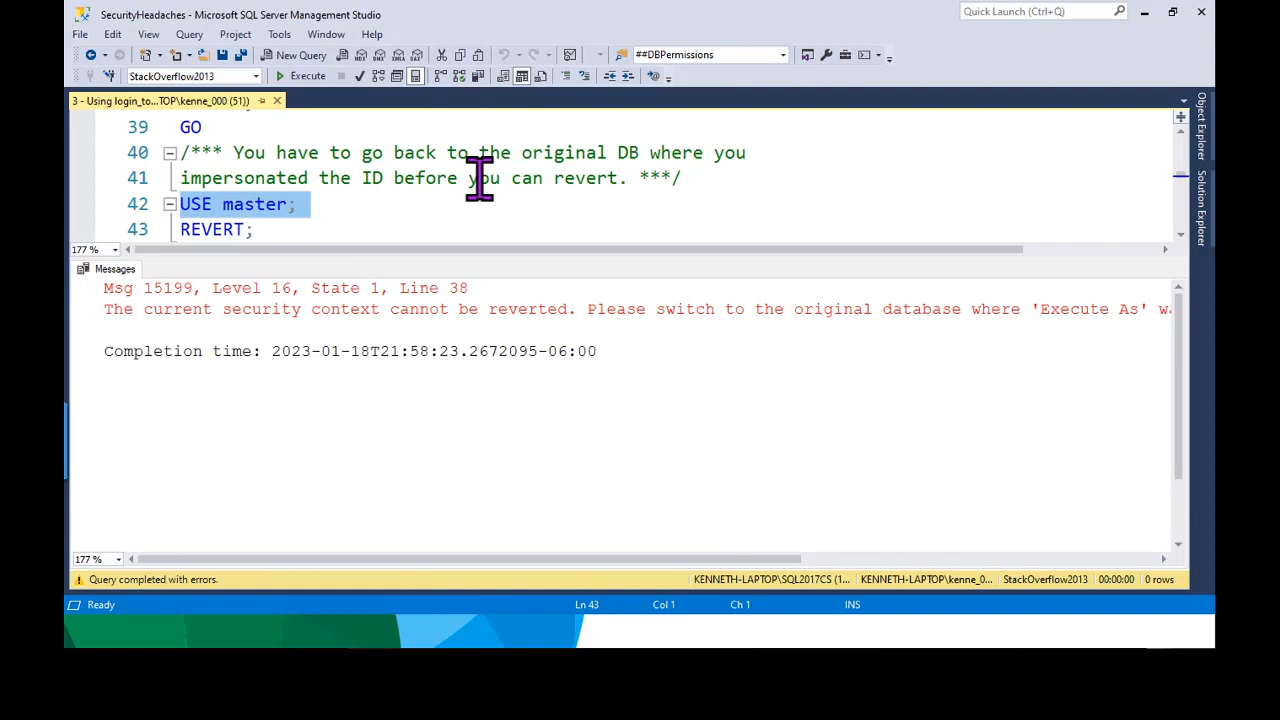 SecurityHeadaches - Microsoft SQL Server Management Studio
Quick Launch (Ctrl+Q)
File Edit View Query Project Tools Window Help
New Query
##DBPermissions
StackOverflow2013
Execute
3 - Using login_to...TOP\kenne_000 (51))
39 GO
40 /*** You have to go back to the original DB where you
41 impersonated the ID before you can revert. ***/
42 USE master;
43 REVERT;
177 %
Messages
Msg 15199, Level 16, State 1, Line 38
The current security context cannot be reverted. Please switch to the original database where 'Execute As' w
Completion time: 2023-01-18T21:58:23.2672095-06:00
177 %
Query completed with errors.
KENNETH-LAPTOP\SQL2017CS (1... KENNETH-LAPTOP\kenne_0... StackOverflow2013 00:00:00 0 rows
Ready Ln 43 Col 1 Ch 1 INS
Object Explorer
Solution Explorer